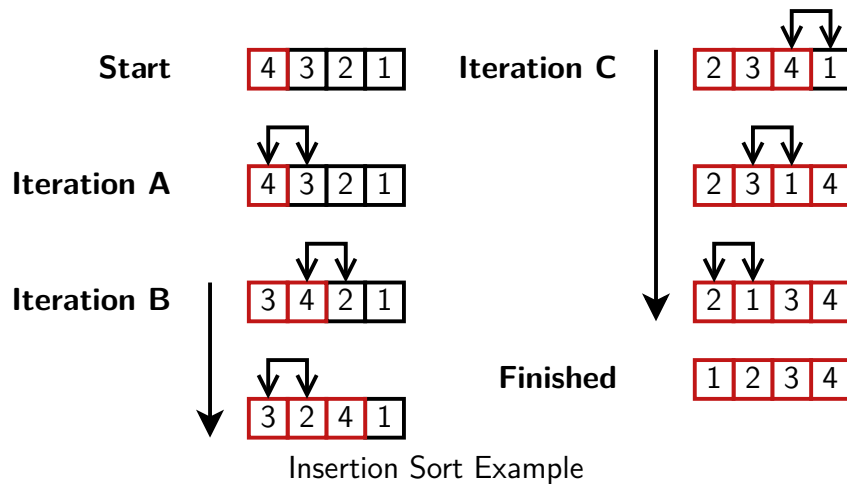 Start 4 3 2 1
Iteration A 4 3 2 1
Iteration B 3 4 2 1
3 2 4 1
Iteration C 2 3 4 1
2 3 1 4
2 1 3 4
Finished 1 2 3 4
Insertion Sort Example